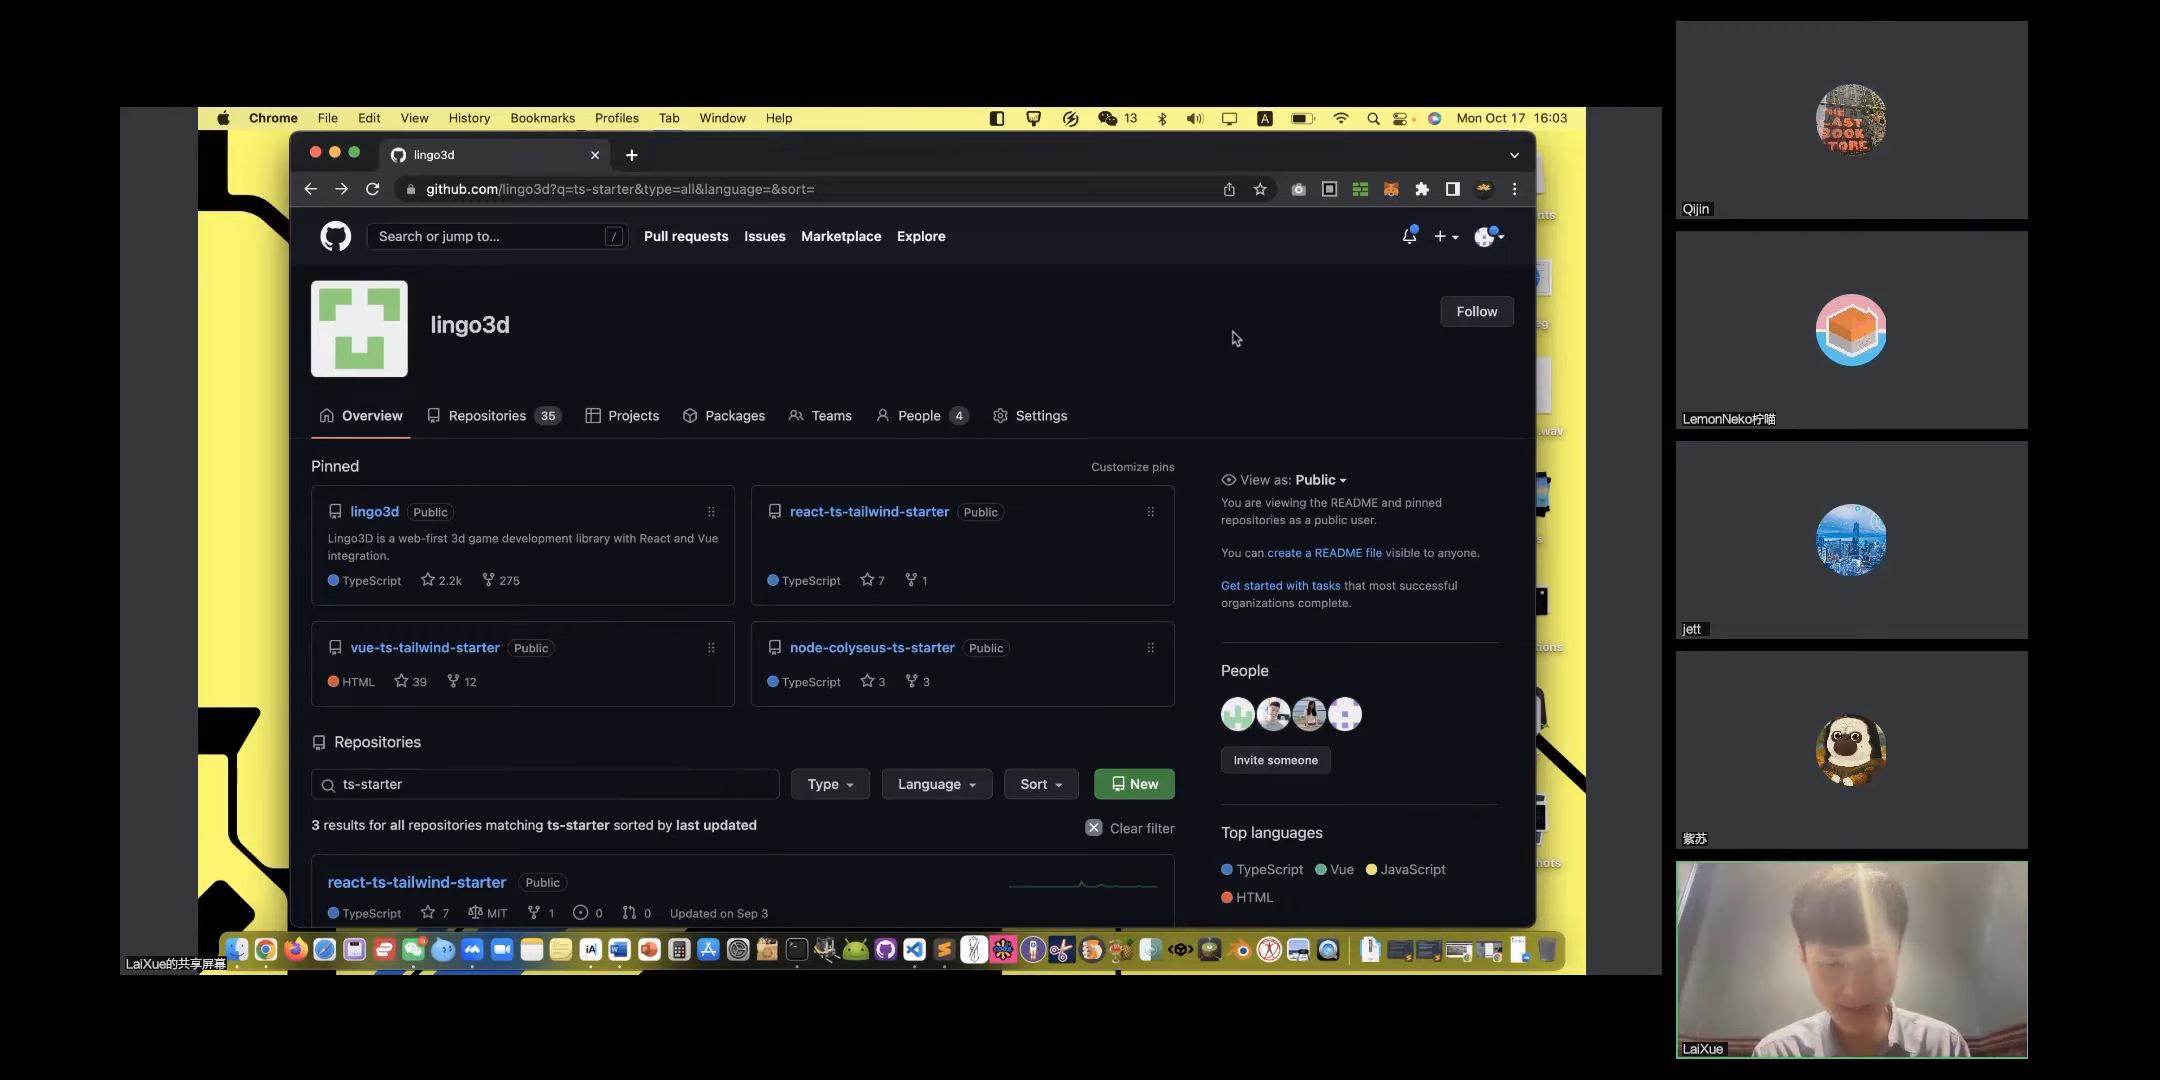 Chrome File Edit View History Bookmarks Profiles Tab Window Help 13 A Mon Oct 17 16:03
lingo3d
github.com/lingo3d?q=ts-starter&type=all&language=&sort=
Search or jump to... / Pull requests Issues Marketplace Explore
lingo3d
Follow
Overview Repositories 35 Projects Packages Teams People 4 Settings
Pinned
Customize pins
lingo3d Public
Lingo3D is a web-first 3d game development library with React and Vue
integration.
TypeScript 2.2k 275
react-ts-tailwind-starter Public
TypeScript 7 1
vue-ts-tailwind-starter Public
HTML 39 12
node-colyseus-ts-starter Public
TypeScript 3 3
View as: Public
You are viewing the README and pinned
repositories as a public user.
You can create a README file visible to anyone.
Get started with tasks that most successful
organizations complete.
People
Invite someone
Repositories
ts-starter
Type Language Sort New
3 results for all repositories matching ts-starter sorted by last updated
Clear filter
react-ts-tailwind-starter Public
TypeScript 7 MIT 1 0 0 Updated on Sep 3
Top languages
TypeScript Vue JavaScript
HTML
nts
eg
.wav
s
ions
hots
iA
LaiXue的共享屏幕
THE
LAST
BOOK
STORE
Qijin
LemonNeko柠喵
jett
紫苏
LaiXue